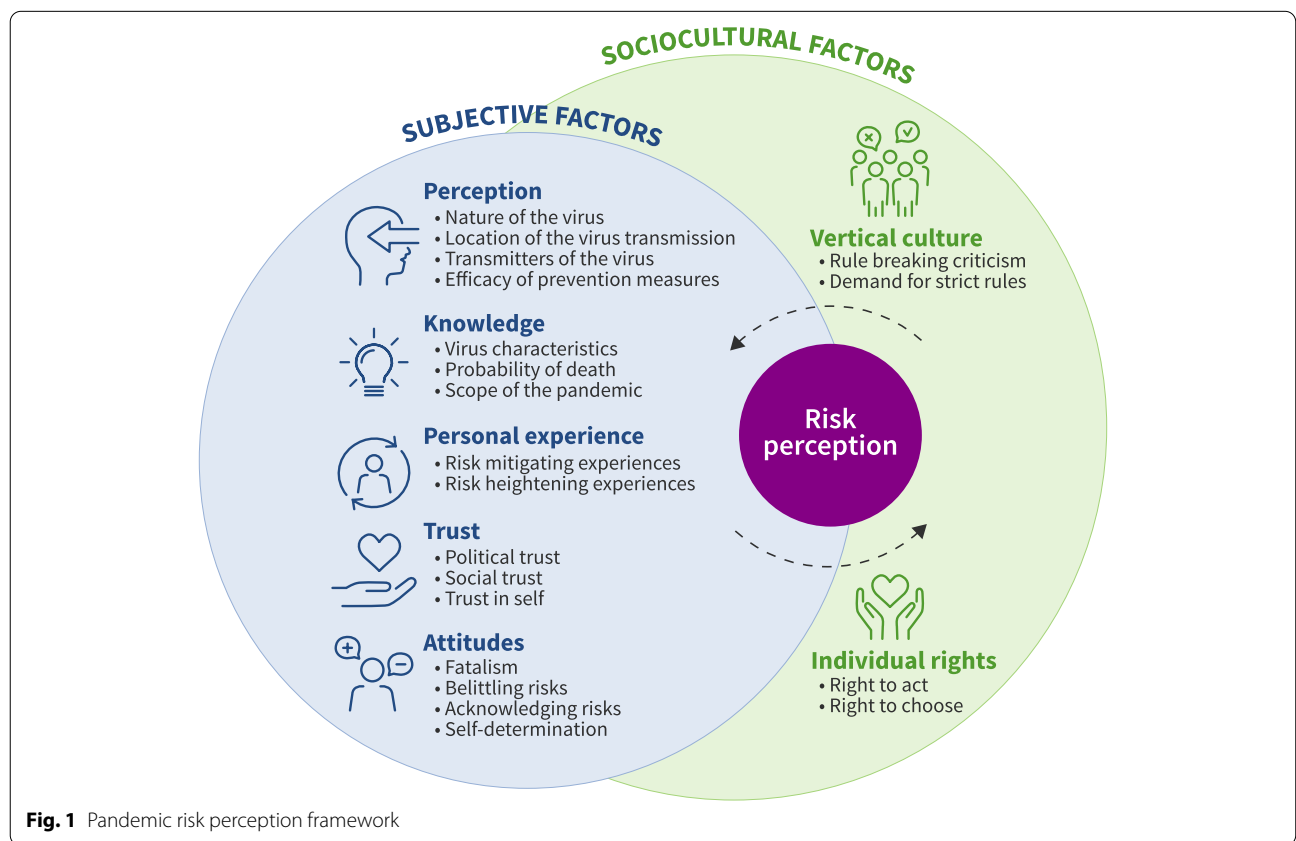 SOCIOCULTURAL FACTORS
SUBJECTIVE FACTORS
Perception
• Nature of the virus
• Location of the virus transmission
• Transmitters of the virus
• Efficacy of prevention measures
Knowledge
• Virus characteristics
• Probability of death
• Scope of the pandemic
Personal experience
• Risk mitigating experiences
• Risk heightening experiences
Trust
• Political trust
• Social trust
• Trust in self
Attitudes
• Fatalism
• Belittling risks
• Acknowledging risks
• Self-determination
Vertical culture
• Rule breaking criticism
• Demand for strict rules
Risk
perception
Individual rights
• Right to act
• Right to choose
Fig. 1 Pandemic risk perception framework